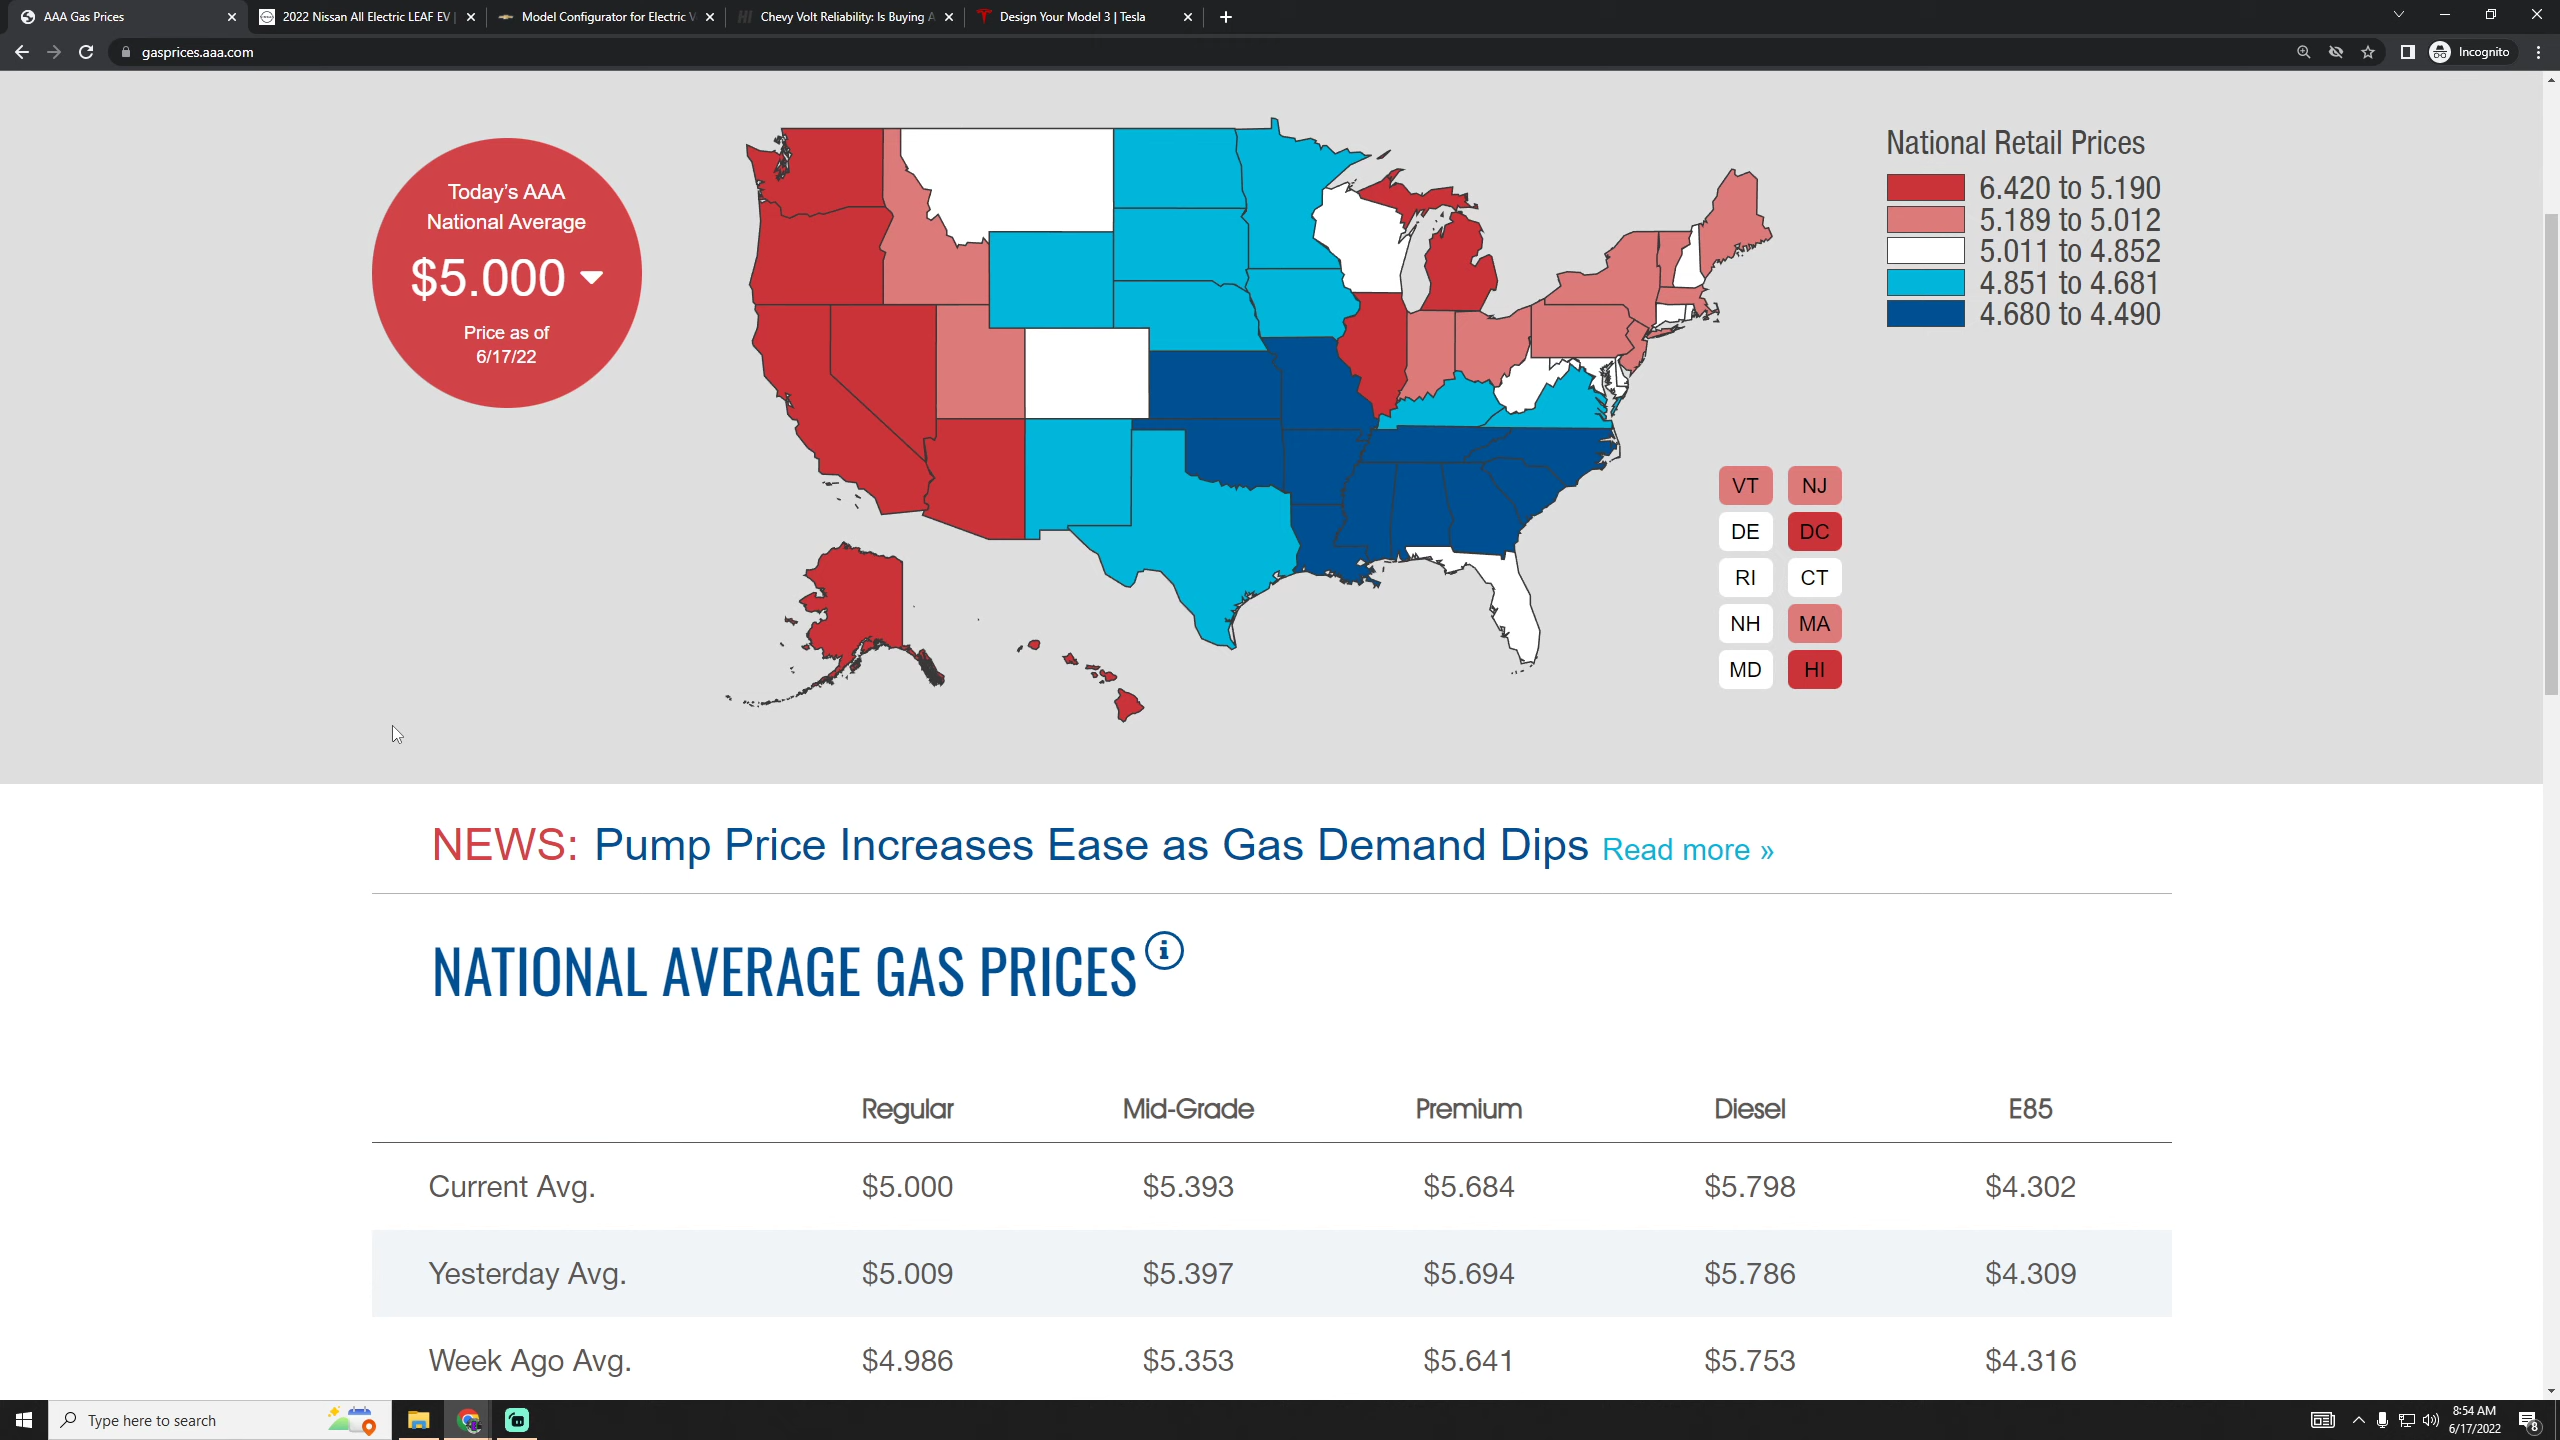 AAA Gas Prices
2022 Nissan All Electric LEAF EV |
Model Configurator for Electric V
Chevy Volt Reliability: Is Buying A
Design Your Model 3 | Tesla
gasprices.aaa.com
Incognito
Today's AAA
National Average
$5.000
Price as of
6/17/22
National Retail Prices
6.420 to 5.190
5.189 to 5.012
5.011 to 4.852
4.851 to 4.681
4.680 to 4.490
VT NJ
DE DC
RI CT
NH MA
MD HI
NEWS: Pump Price Increases Ease as Gas Demand Dips Read more »
NATIONAL AVERAGE GAS PRICES i
Regular Mid-Grade Premium Diesel E85
Current Avg. $5.000 $5.393 $5.684 $5.798 $4.302
Yesterday Avg. $5.009 $5.397 $5.694 $5.786 $4.309
Week Ago Avg. $4.986 $5.353 $5.641 $5.753 $4.316
Type here to search
8:54 AM
6/17/2022
8